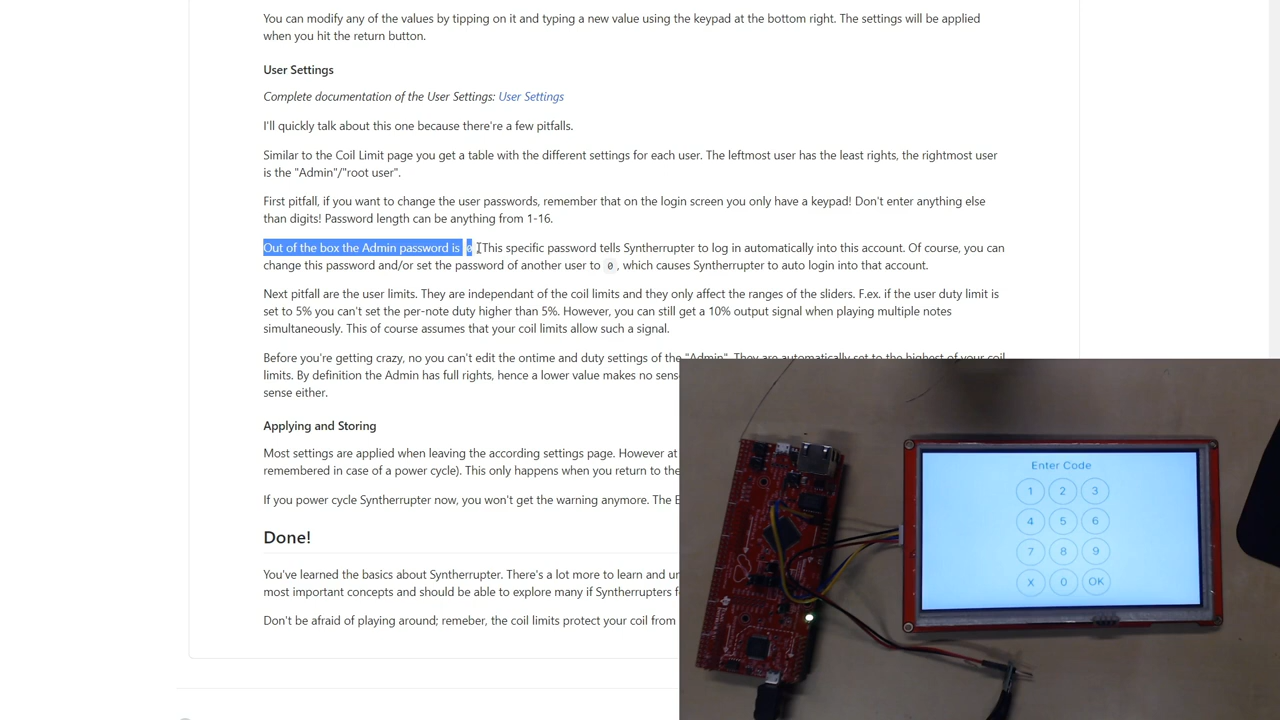 You can modify any of the values by tipping on it and typing a new value using the keypad at the bottom right. The settings will be applied
when you hit the return button.
User Settings
Complete documentation of the User Settings: User Settings
I'll quickly talk about this one because there're a few pitfalls.
Similar to the Coil Limit page you get a table with the different settings for each user. The leftmost user has the least rights, the rightmost user
is the "Admin"/"root user".
First pitfall, if you want to change the user passwords, remember that on the login screen you only have a keypad! Don't enter anything else
than digits! Password length can be anything from 1-16.
Out of the box the Admin password is 0. This specific password tells Syntherrupter to log in automatically into this account. Of course, you can
change this password and/or set the password of another user to 0, which causes Syntherrupter to auto login into that account.
Next pitfall are the user limits. They are independant of the coil limits and they only affect the ranges of the sliders. F.ex. if the user duty limit is
set to 5% you can't set the per-note duty higher than 5%. However, you can still get a 10% output signal when playing multiple notes
simultaneously. This of course assumes that your coil limits allow such a signal.
Before you're getting crazy, no you can't edit the ontime and duty settings of the "Admin". They are automatically set to the highest of your coil
limits. By definition the Admin has full rights, hence a lower value makes no sens
sense either.
Applying and Storing
Most settings are applied when leaving the according settings page. However at
remembered in case of a power cycle). This only happens when you return to the
If you power cycle Syntherrupter now, you won't get the warning anymore. The E
Done!
You've learned the basics about Syntherrupter. There's a lot more to learn and un
most important concepts and should be able to explore many if Syntherrupters f
Don't be afraid of playing around; remeber, the coil limits protect your coil from
Enter Code
1 2 3
4 5 6
7 8 9
X 0 OK